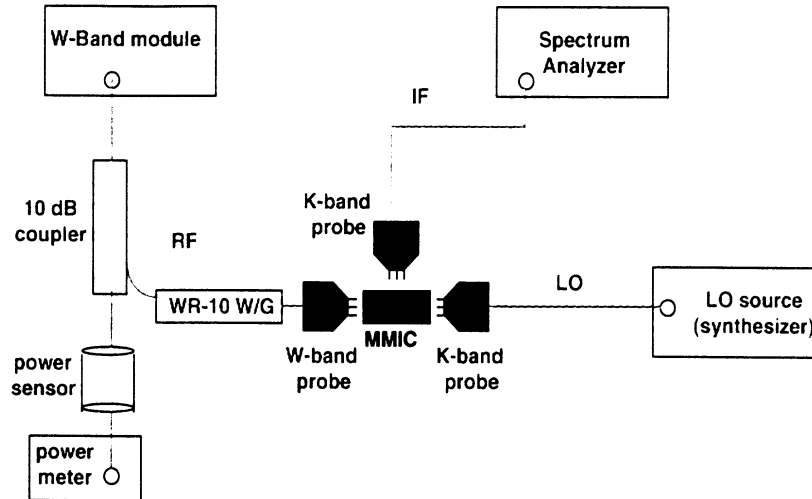 W-Band module
Spectrum
Analyzer
IF
10 dB
coupler
RF
K-band
probe
WR-10 W/G
LO
LO source
(synthesizer)
MMIC
W-band
probe
K-band
probe
power
sensor
power
meter